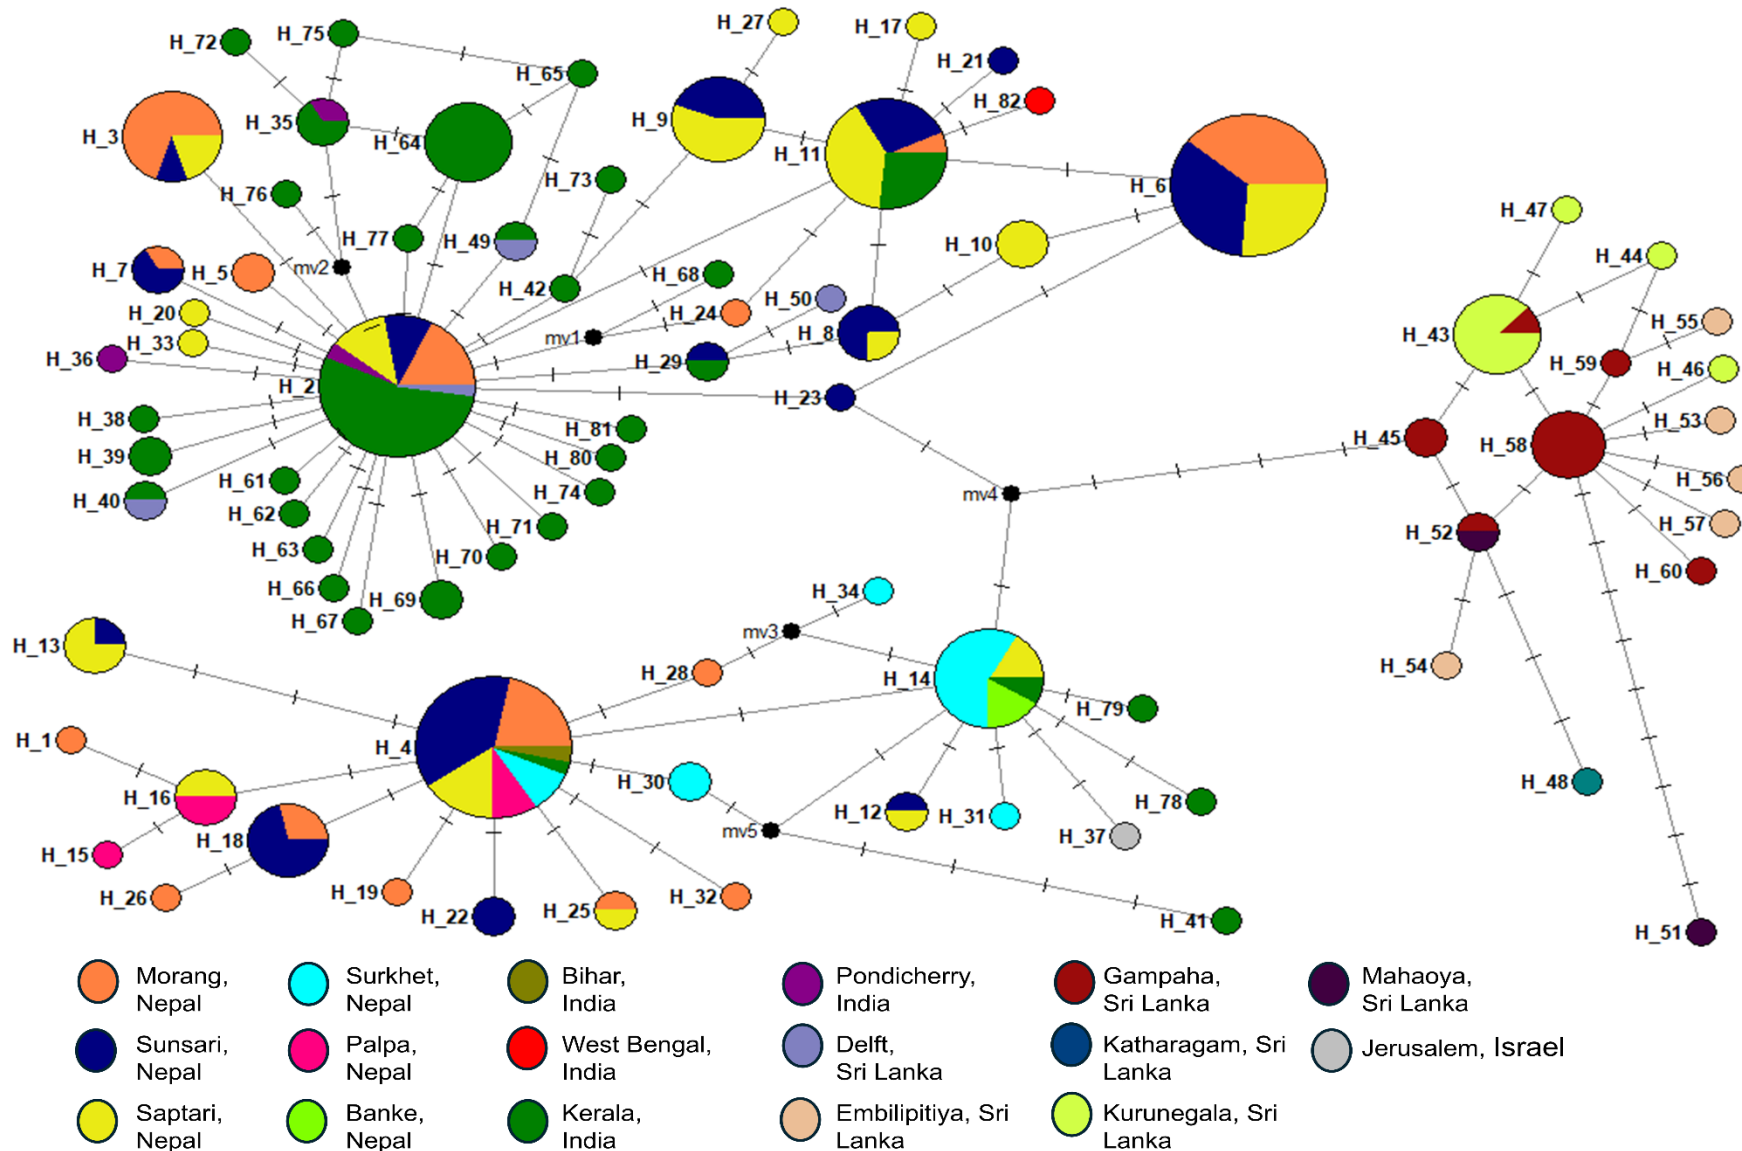 H_27
H_17
H_75
H_72
H_21
H_65
H_82
H_9
H_35
H_3
H_64
H_11
H_73
H_6
H_76
H_47
H_77
H_49
H_10
H_44
mv2
H_7
H_5
H_68
H_42
H_50
H_20
H_24
H_55
H_8
H_43
mv1
H_33
H_36
H_29
H_59
H_46
H_2
H_23
H_38
H_53
H_81
H_45
H_58
H_39
H_80
H_61
H_56
H_74
mv4
H_40
H_62
H_57
H_71
H_52
H_63
H_70
H_60
H_66
H_34
H_69
H_67
mv3
H_13
H_54
H_28
H_14
H_79
H_1
H_4
H_30
H_48
H_16
H_78
H_12
H_31
mv5
H_37
H_18
H_15
H_19
H_32
H_26
H_25
H_22
H_41
H_51
Morang,
Nepal
Surkhet,
Nepal
Bihar,
India
Pondicherry,
India
Gampaha,
Sri Lanka
Mahaoya,
Sri Lanka
Sunsari,
Nepal
Palpa,
Nepal
West Bengal,
India
Delft,
Sri Lanka
Katharagam, Sri
Lanka
Jerusalem, Israel
Saptari,
Nepal
Banke,
Nepal
Kerala,
India
Embilipitiya, Sri
Lanka
Kurunegala, Sri
Lanka